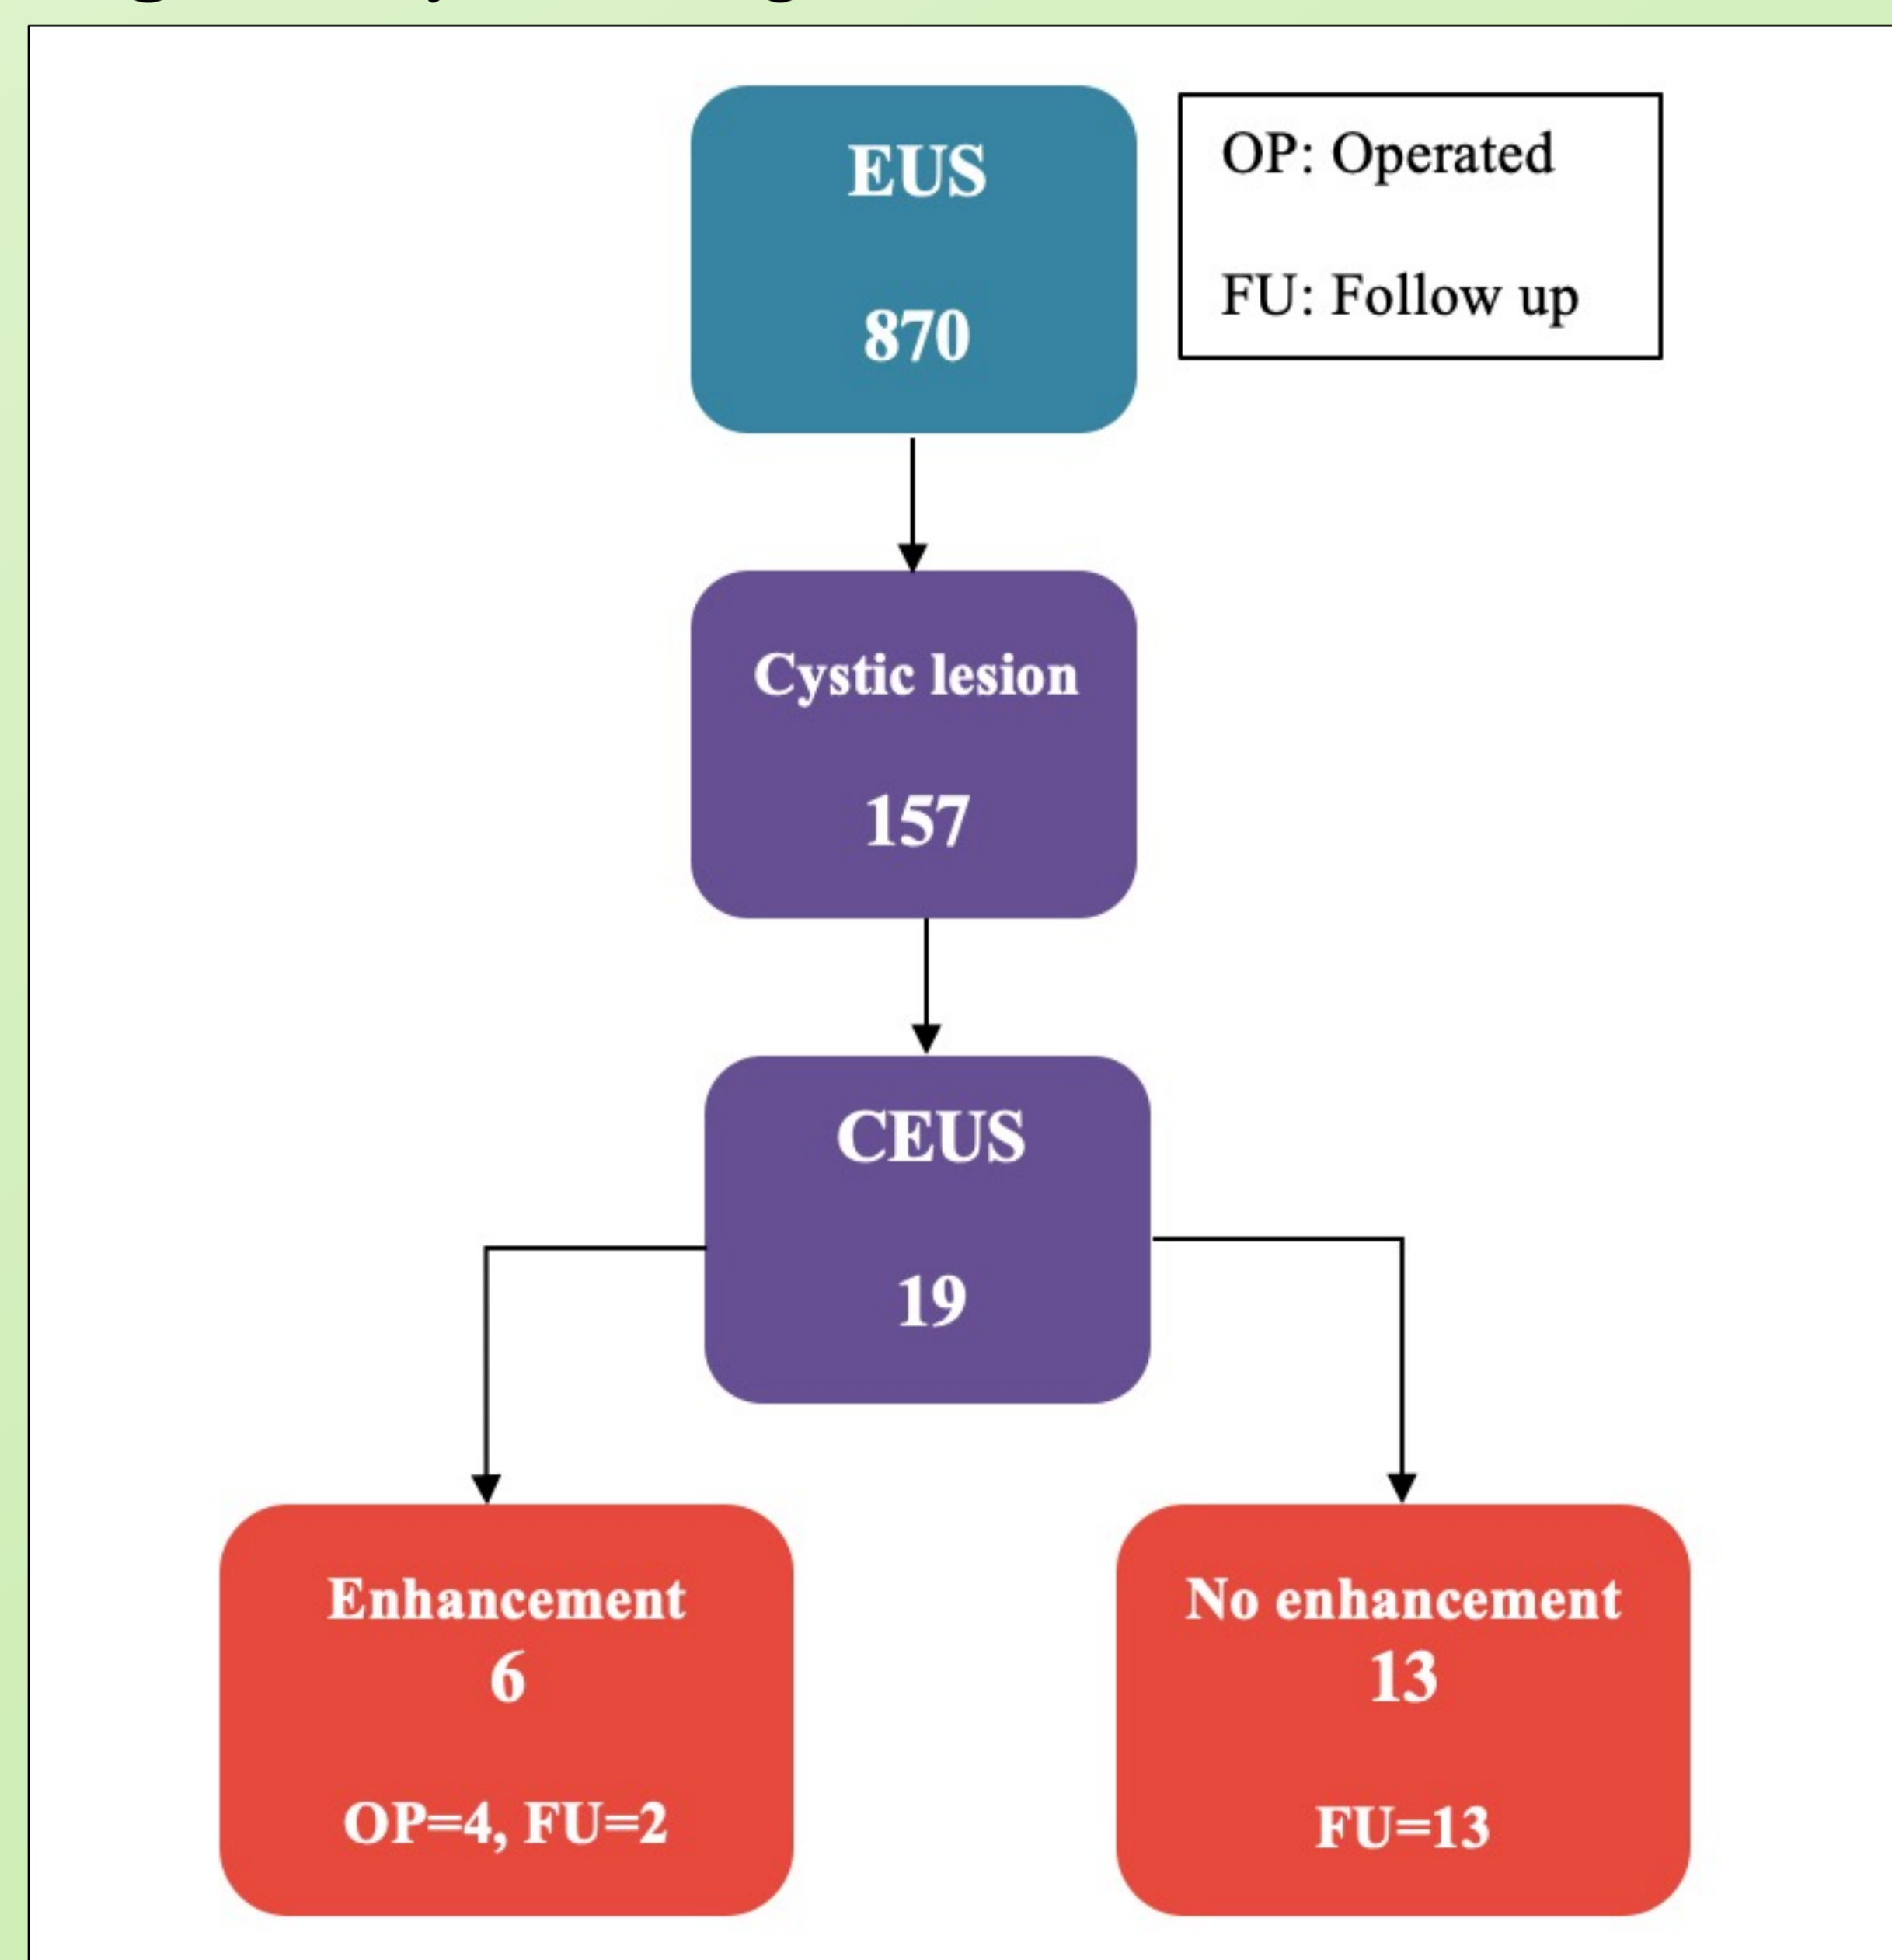 EUS
870
OP: Operated
FU: Follow up
Cystic lesion
157
CEUS
19
Enhancement
6
OP=4, FU=2
No enhancement
13
FU=13